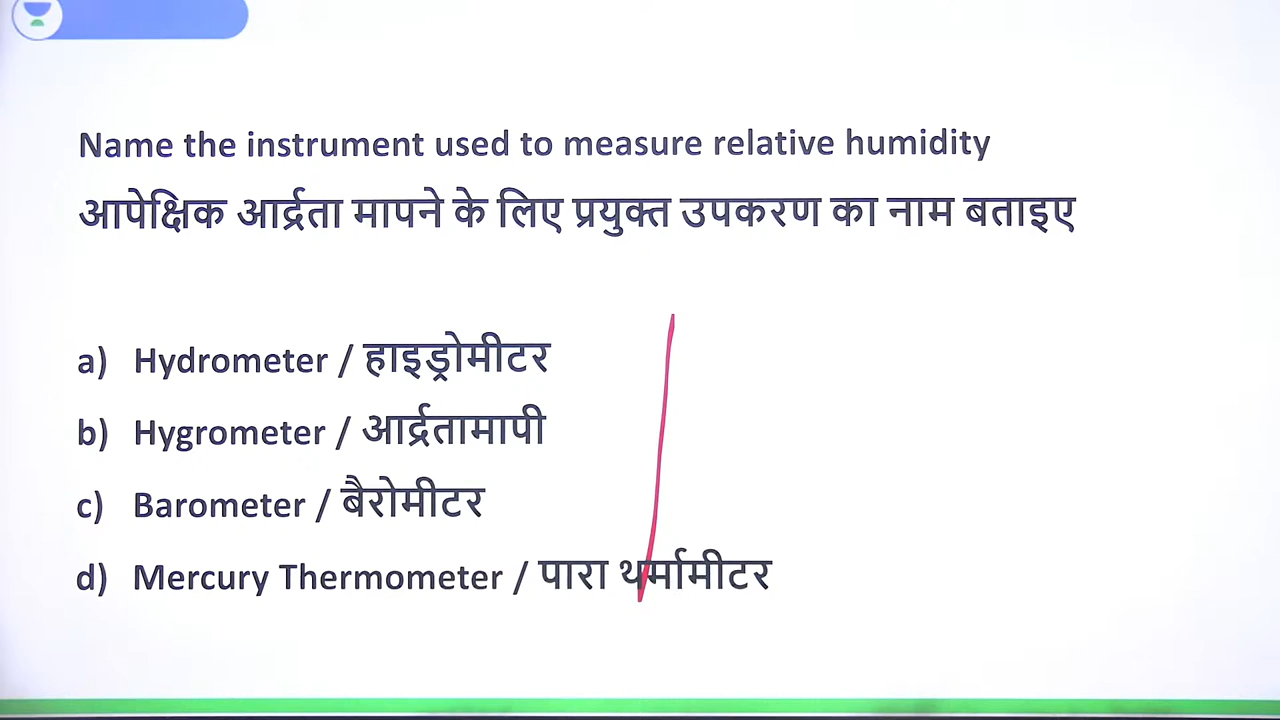 Name the instrument used to measure relative humidity
आपेक्षिक आर्द्रता मापने के लिए प्रयुक्त उपकरण का नाम बताइए
a) Hydrometer / हाइड्रोमीटर
b) Hygrometer / आर्द्रतामापी
c) Barometer / बैरोमीटर
d) Mercury Thermometer / पारा थर्मामीटर